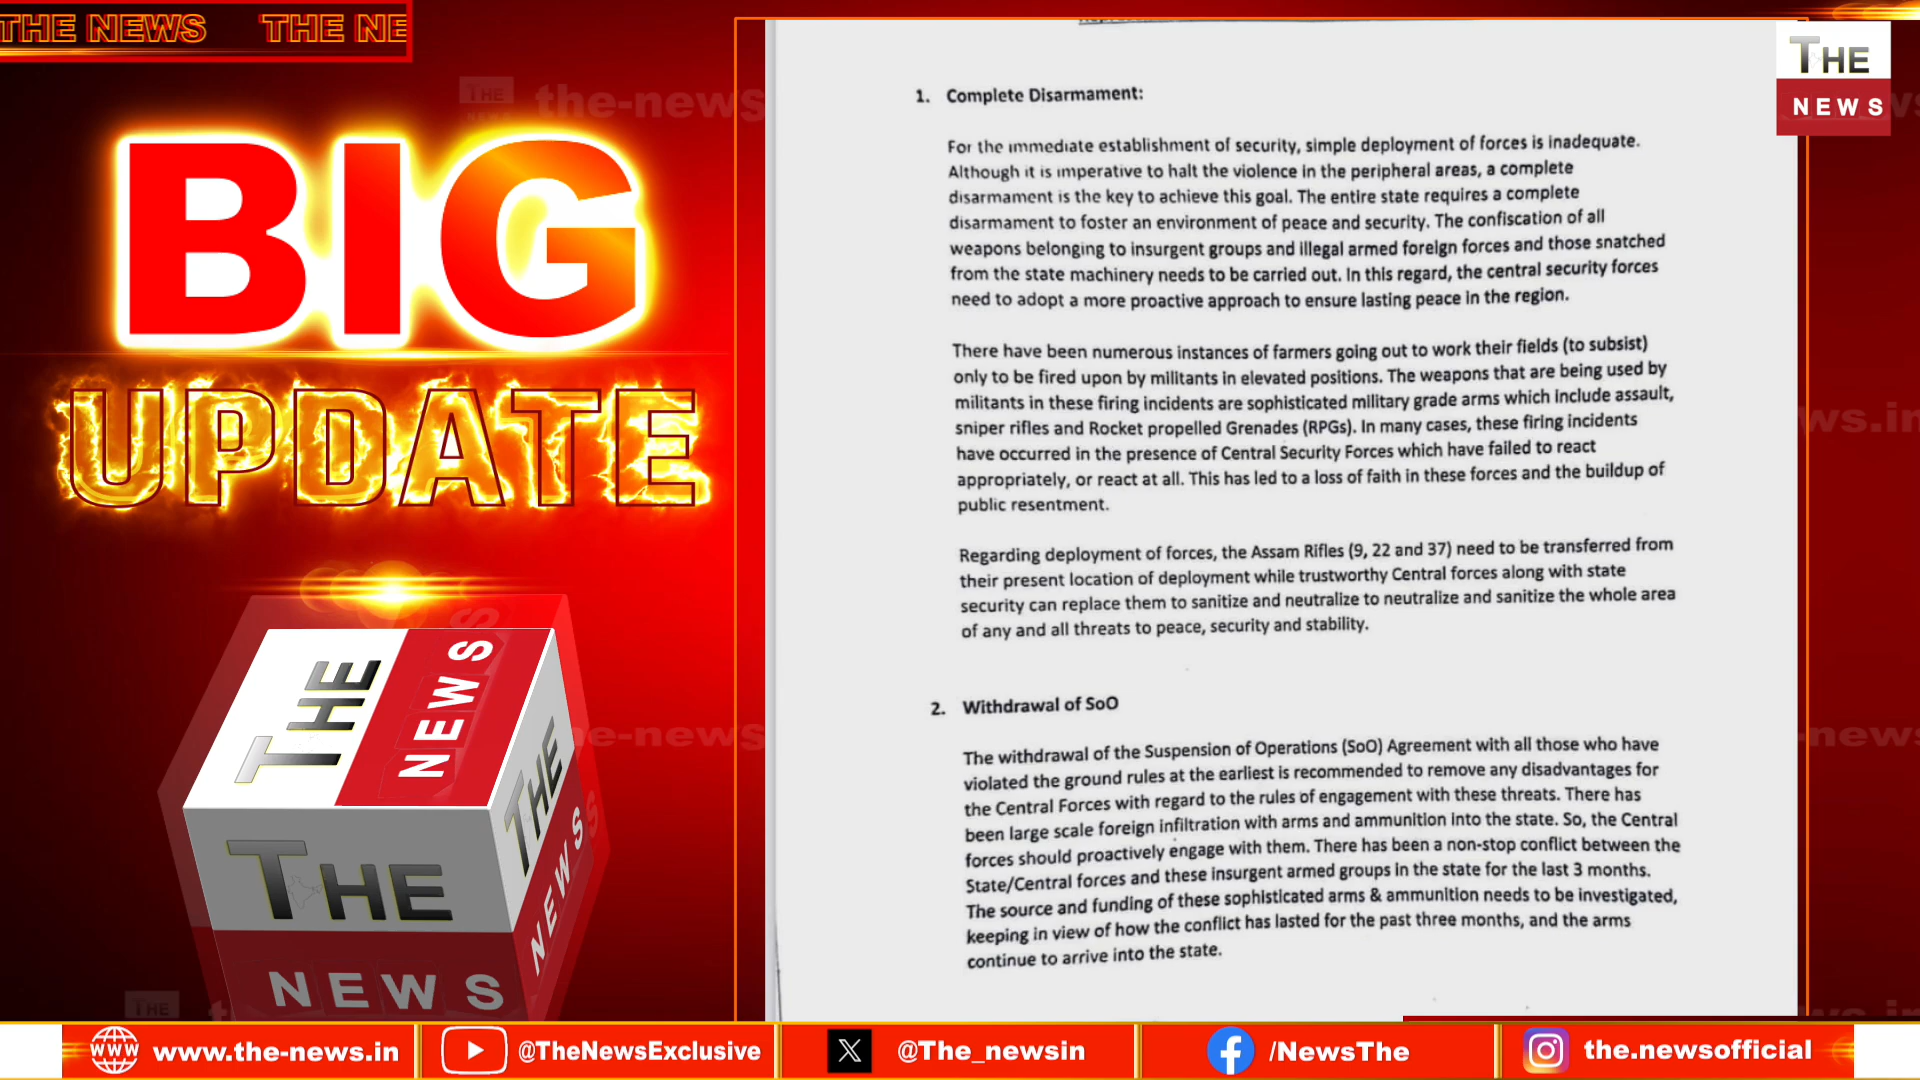 THE NEWS THE NE
BIG
UPDATE
THE
NEWS
THE
NEWS
THE
NEWS
THE
NEWS
the-news
1. Complete Disarmament:
For the immediate establishment of security, simple deployment of forces is inadequate.
Although it is imperative to halt the violence in the peripheral areas, a complete
disarmament is the key to achieve this goal. The entire state requires a complete
disarmament to foster an environment of peace and security. The confiscation of all
weapons belonging to insurgent groups and illegal armed foreign forces and those snatched
from the state machinery needs to be carried out. In this regard, the central security forces
need to adopt a more proactive approach to ensure lasting peace in the region.
There have been numerous instances of farmers going out to work their fields (to subsist)
only to be fired upon by militants in elevated positions. The weapons that are being used by
militants in these firing incidents are sophisticated military grade arms which include assault,
sniper rifles and Rocket propelled Grenades (RPGs). In many cases, these firing incidents
have occurred in the presence of Central Security Forces which have failed to react
appropriately, or react at all. This has led to a loss of faith in these forces and the buildup of
public resentment.
Regarding deployment of forces, the Assam Rifles (9, 22 and 37) need to be transferred from
their present location of deployment while trustworthy Central forces along with state
security can replace them to sanitize and neutralize to neutralize and sanitize the whole area
of any and all threats to peace, security and stability.
2. Withdrawal of SoO
The withdrawal of the Suspension of Operations (SoO) Agreement with all those who have
violated the ground rules at the earliest is recommended to remove any disadvantages for
the Central Forces with regard to the rules of engagement with these threats. There has
been large scale foreign infiltration with arms and ammunition into the state. So, the Central
forces should proactively engage with them. There has been a non-stop conflict between the
State/Central forces and these insurgent armed groups in the state for the last 3 months.
The source and funding of these sophisticated arms & ammunition needs to be investigated,
keeping in view of how the conflict has lasted for the past three months, and the arms
continue to arrive into the state.
www.the-news.in
@TheNewsExclusive
@The_newsin
/NewsThe
the.newsofficial